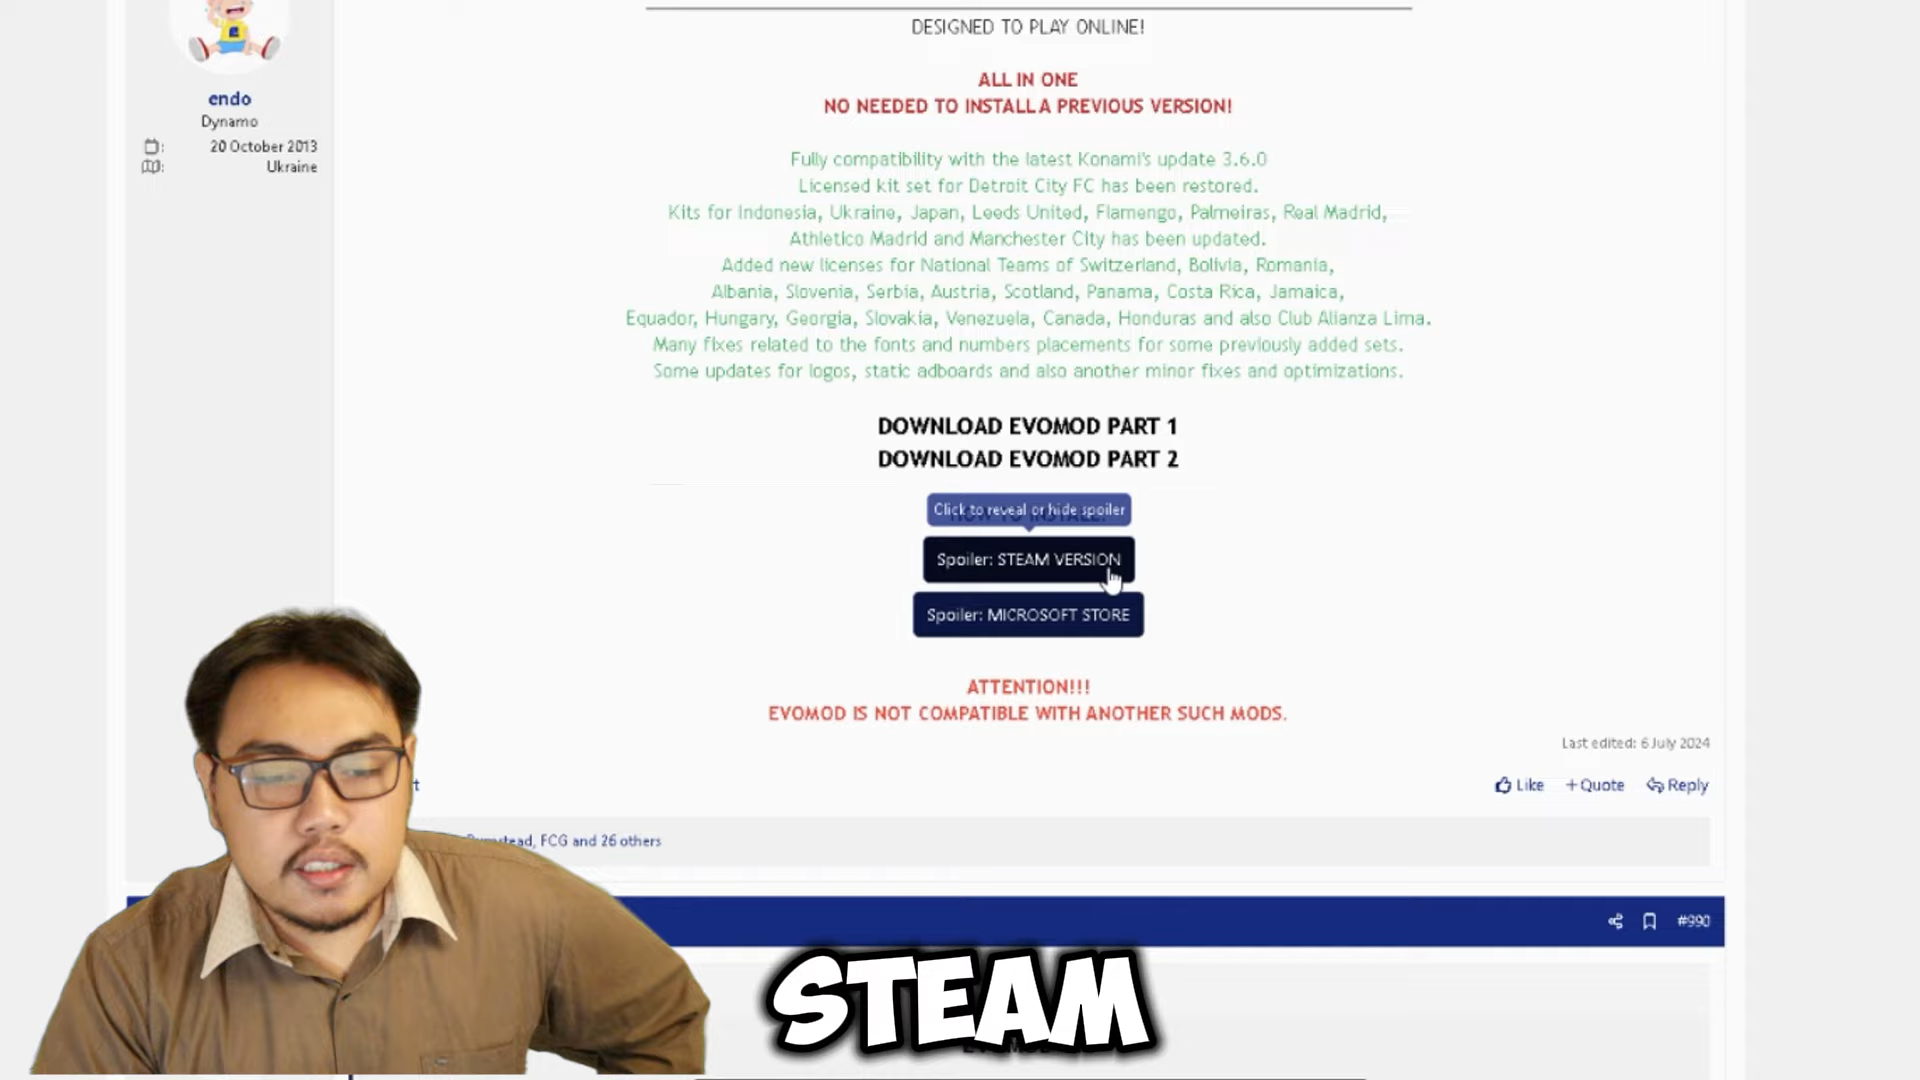 DESIGNED TO PLAY ONLINE!
ALL IN ONE
NO NEEDED TO INSTALL A PREVIOUS VERSION!
endo
Dynamo
20 October 2013
Ukraine
Fully compatibility with the latest Konami's update 3.6.0
Licensed kit set for Detroit City FC has been restored.
Kits for Indonesia, Ukraine, Japan, Leeds United, Flamengo, Palmeiras, Real Madrid,
Athletico Madrid and Manchester City has been updated.
Added new licenses for National Teams of Switzerland, Bolivia, Romania,
Albania, Slovenia, Serbia, Austria, Scotland, Panama, Costa Rica, Jamaica,
Equador, Hungary, Georgia, Slovakia, Venezuela, Canada, Honduras and also Club Alianza Lima.
Many fixes related to the fonts and numbers placements for some previously added sets.
Some updates for logos, static adboards and also another minor fixes and optimizations.
DOWNLOAD EVOMOD PART 1
DOWNLOAD EVOMOD PART 2
Click to reveal or hide spoiler
Spoiler: STEAM VERSION
Spoiler: MICROSOFT STORE
ATTENTION!!!
EVOMOD IS NOT COMPATIBLE WITH ANOTHER SUCH MODS.
Last edited: 6 July 2024
Like +Quote Reply
FCG and 26 others
#990
STEAM